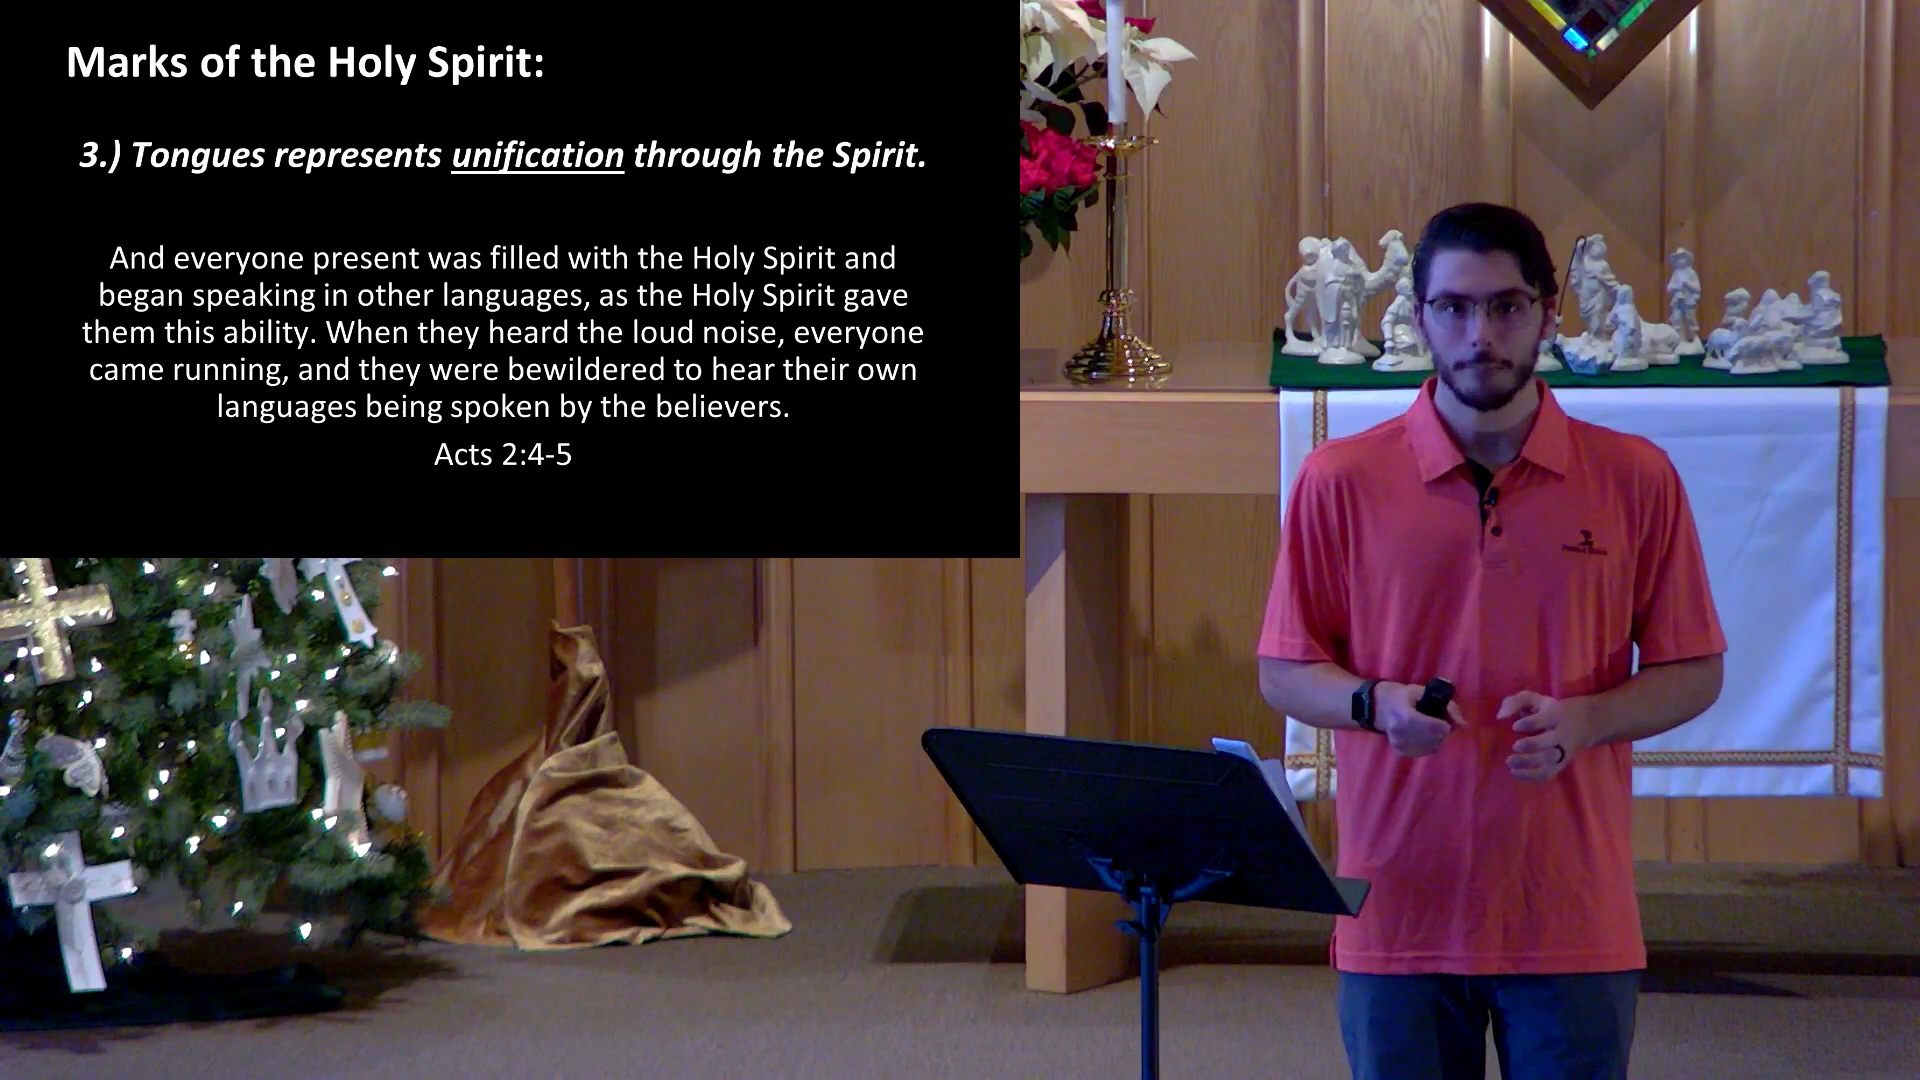 Marks of the Holy Spirit:
3.) Tongues represents unification through the Spirit.
And everyone present was filled with the Holy Spirit and
began speaking in other languages, as the Holy Spirit gave
them this ability. When they heard the loud noise, everyone
came running, and they were bewildered to hear their own
languages being spoken by the believers.
Acts 2:4-5